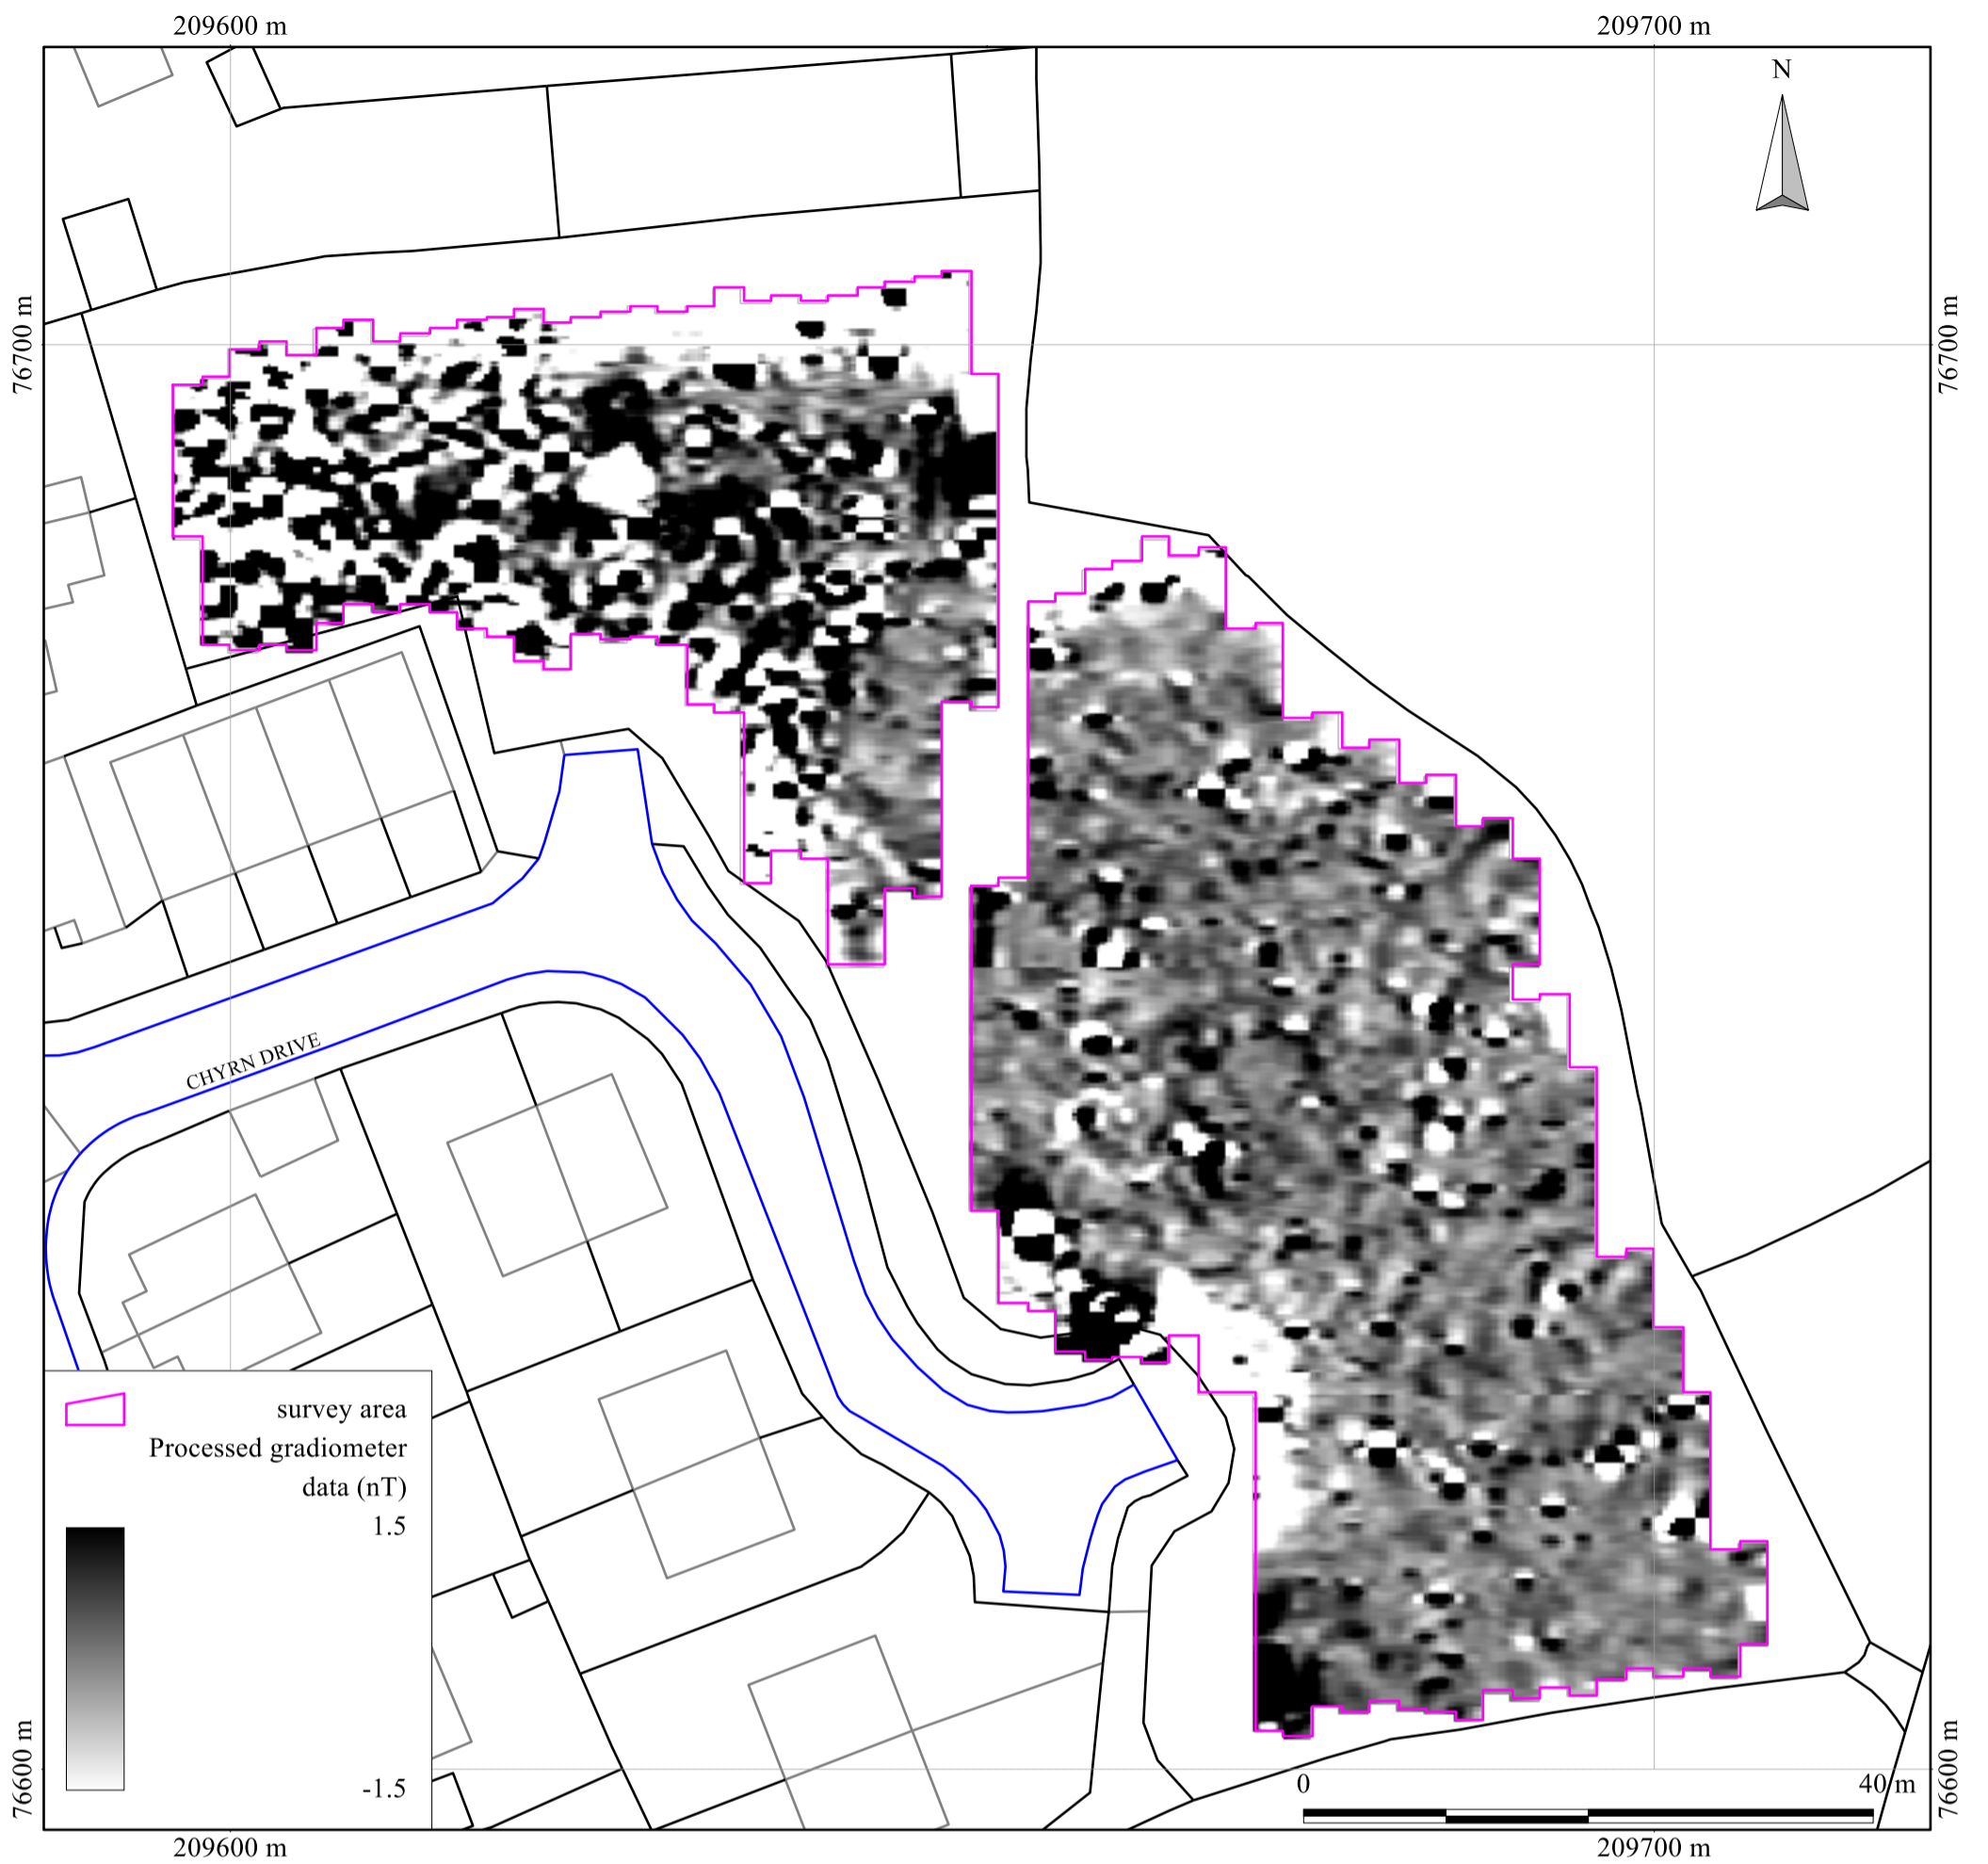 209600 m
209700 m
N
76700 m
76700 m
CHYRN DRIVE
survey area
Processed gradiometer
data (nT)
1.5
-1.5
76600 m
76600 m
0
40 m
209600 m
209700 m